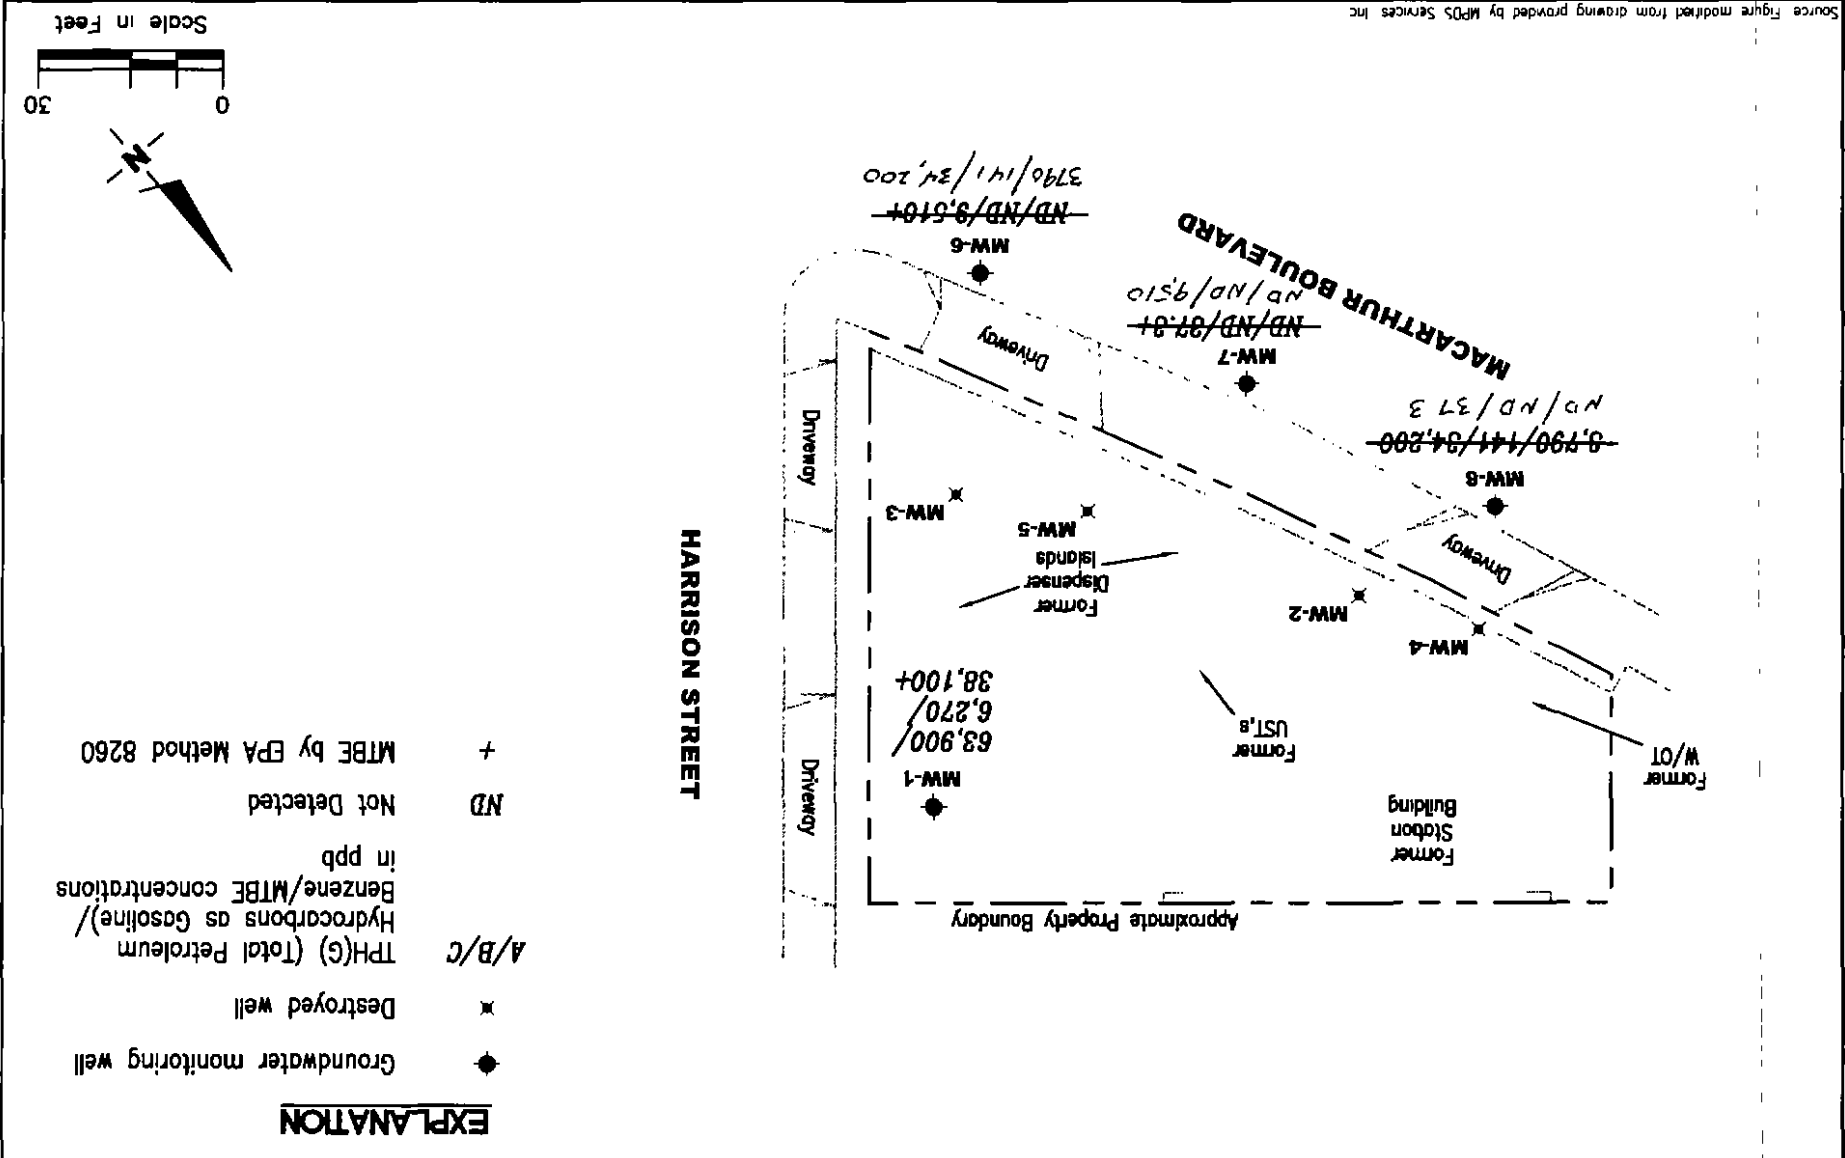 EXPLANATION
Groundwater monitoring well
Destroyed well
A/B/C
TPH(G) (Total Petroleum
Hydrocarbons as Gasoline)/
Benzene/MTBE concentrations
in ppb
ND
Not Detected
+
MTBE by EPA Method 8260
Approximate Property Boundary
Former
Station
Building
Former
W/OT
Former
UST,s
MW-1
63,900/
6,270/
38,100+
Driveway
HARRISON STREET
MW-4
MW-2
Former
Dispenser
Islands
MW-5
MW-3
Driveway
Driveway
MW-8
3,790/141/34,200
ND/ND/37 3
MW-7
ND/ND/37.3+
ND/ND/9,510
Driveway
MW-6
ND/ND/9,510+
3790/141/34,200
MACARTHUR BOULEVARD
N
0
30
Scale in Feet
Source Figure modified from drawing provided by MPDS Services Inc